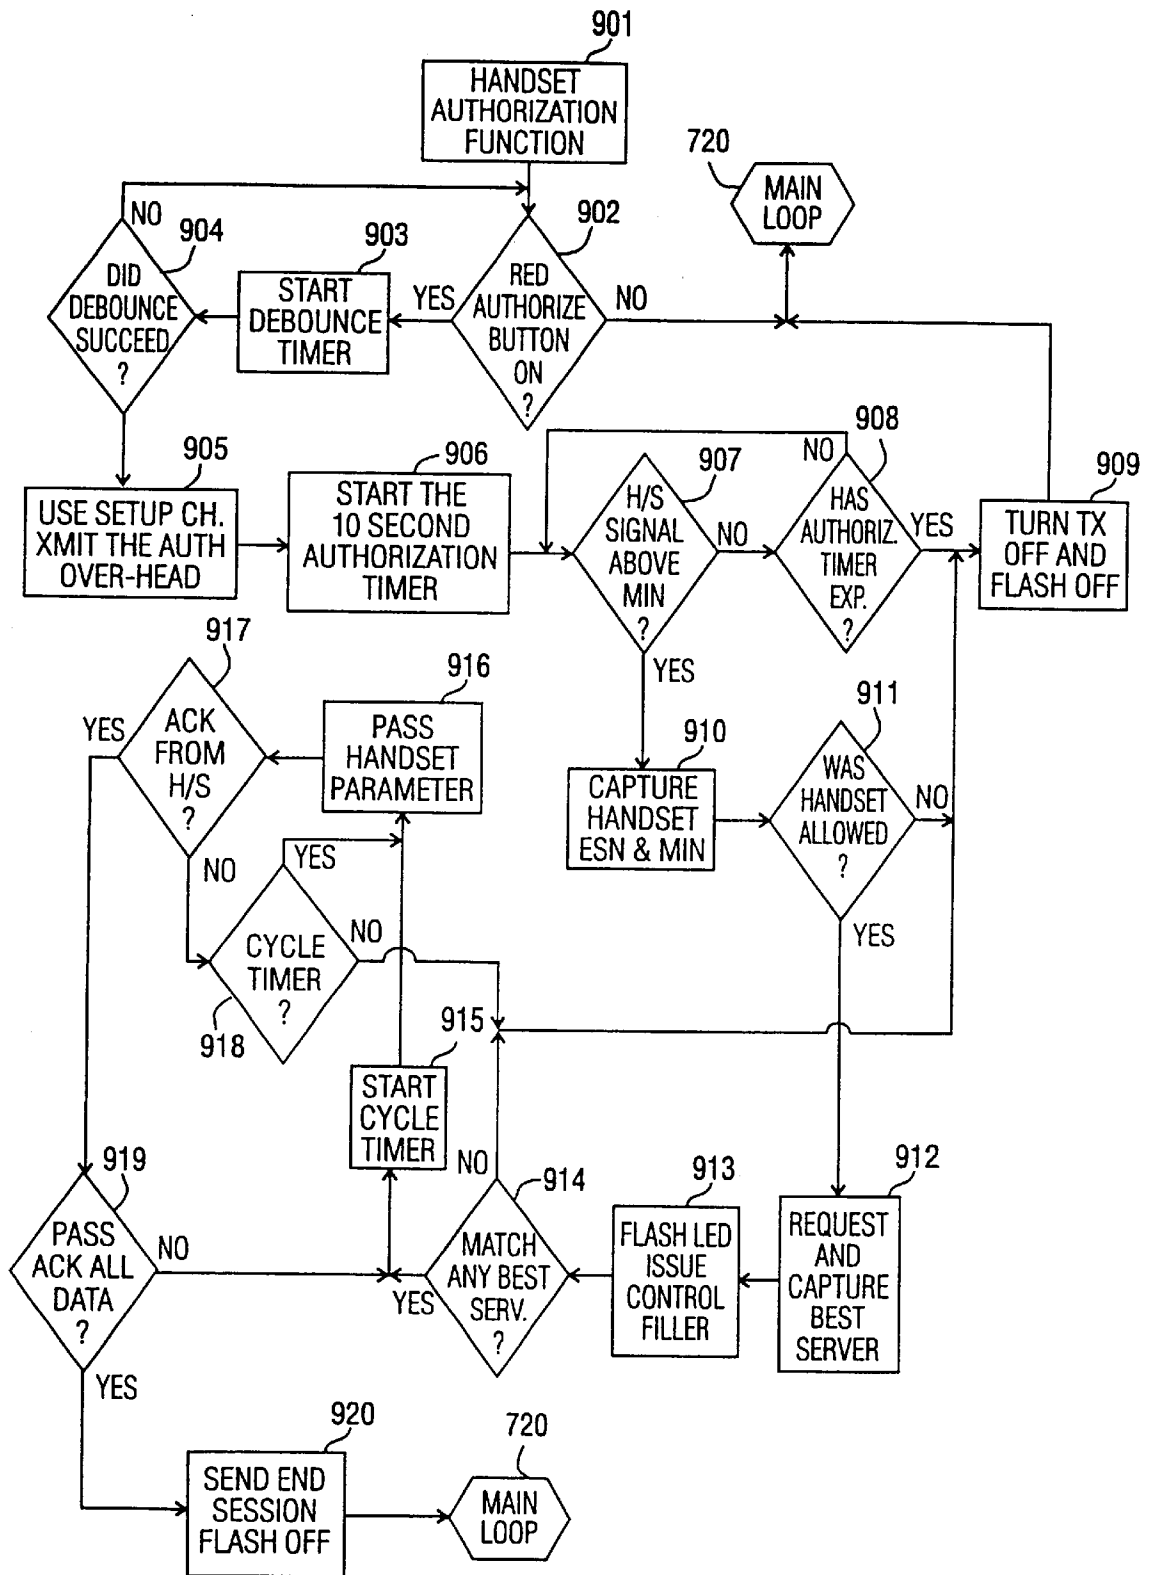 901
HANDSET
AUTHORIZATION
FUNCTION
720
MAIN
LOOP
NO
904
903
902
DID
DEBOUNCE
SUCCEED
?
START
DEBOUNCE
TIMER
YES
RED
AUTHORIZE
BUTTON
ON
?
NO
905
USE SETUP CH.
XMIT THE AUTH
OVER-HEAD
906
START THE
10 SECOND
AUTHORIZATION
TIMER
907
H/S
SIGNAL
ABOVE
MIN
?
NO
YES
908
NO
HAS
AUTHORIZ.
TIMER
EXP.
?
YES
909
TURN TX
OFF AND
FLASH OFF
917
YES
ACK
FROM
H/S
?
NO
916
PASS
HANDSET
PARAMETER
910
CAPTURE
HANDSET
ESN & MIN
911
WAS
HANDSET
ALLOWED
?
NO
YES
YES
CYCLE
TIMER
?
NO
918
915
START
CYCLE
TIMER
919
PASS
ACK ALL
DATA
?
NO
YES
NO
914
MATCH
ANY BEST
SERV.
?
YES
913
FLASH LED
ISSUE
CONTROL
FILLER
912
REQUEST
AND
CAPTURE
BEST
SERVER
920
SEND END
SESSION
FLASH OFF
720
MAIN
LOOP